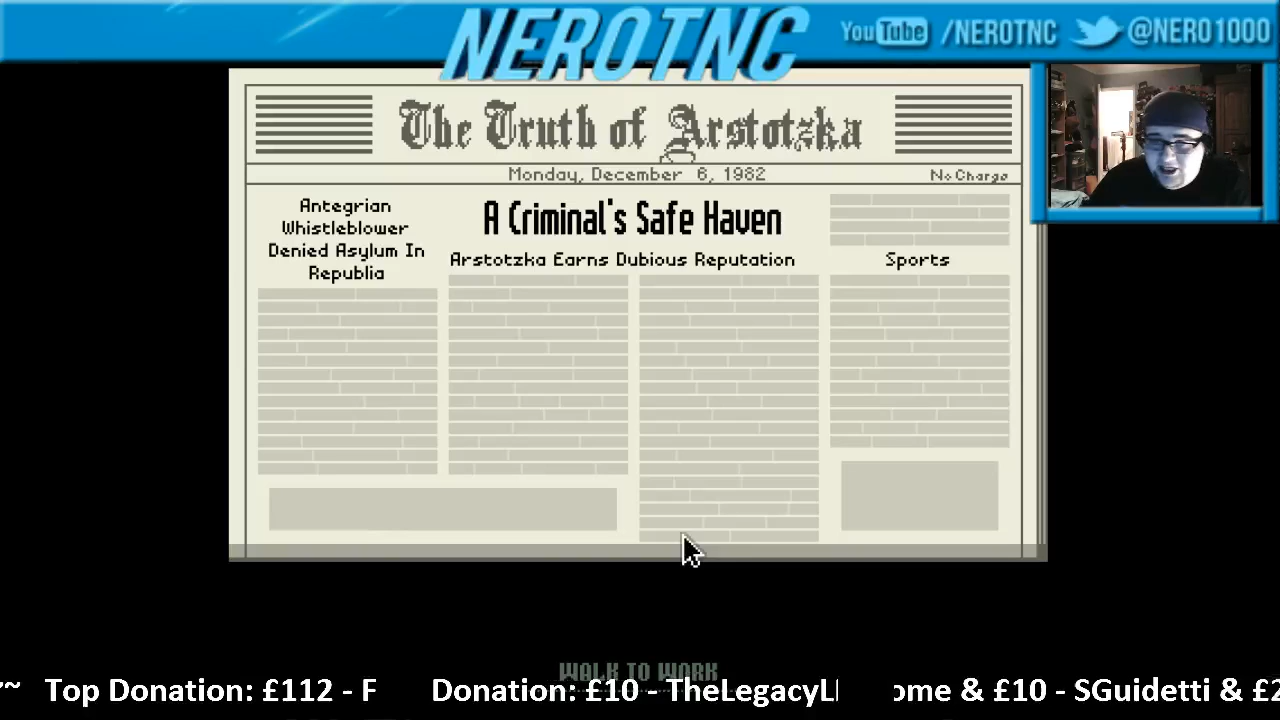 NEROTNC
YouTube /NEROTNC @NERO1000
The Truth of Arstotzka
Monday, December 6, 1982
No Charge
Antegrian
Whistleblower
Denied Asylum In
Republia
A Criminal's Safe Haven
Arstotzka Earns Dubious Reputation
Sports
WALK TO WORK
~ Top Donation: £112 - F
Donation: £10 - TheLegacyL
ome & £10 - SGuidetti & £2